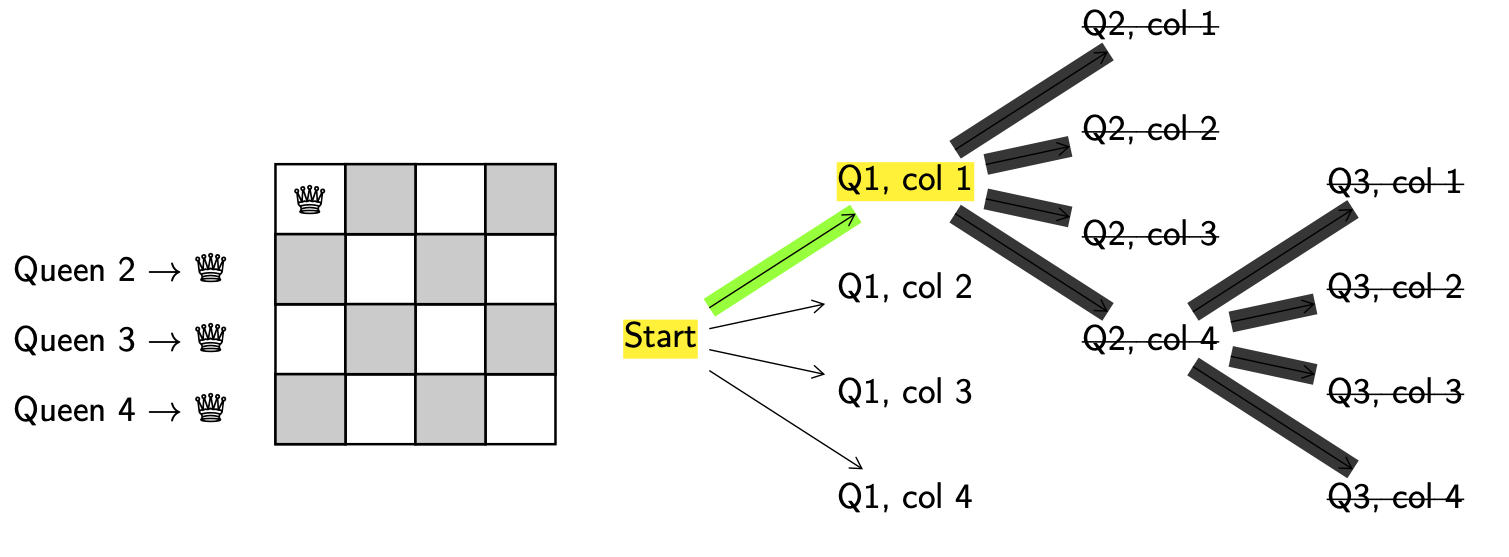 Queen 2 →
Queen 3 →
Queen 4 →
Start
Q1, col 1
Q1, col 2
Q1, col 3
Q1, col 4
Q2, col 1
Q2, col 2
Q2, col 3
Q2, col 4
Q3, col 1
Q3, col 2
Q3, col 3
Q3, col 4